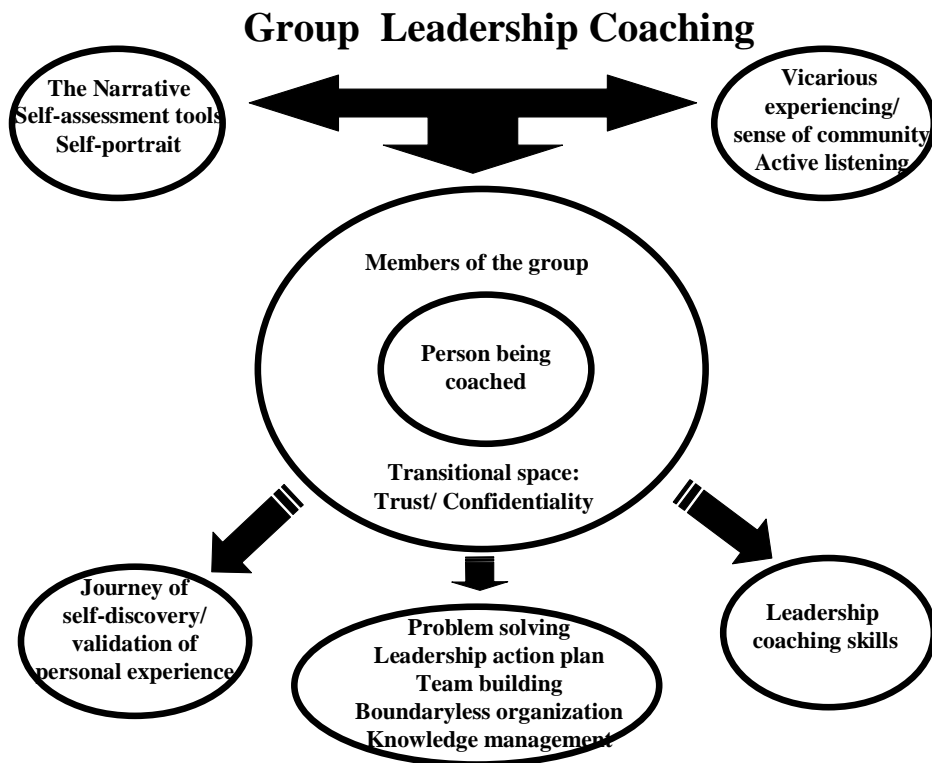 Group Leadership Coaching
The Narrative
Self-assessment tools
Self-portrait
Vicarious
experiencing/
sense of community
Active listening
Members of the group
Person being
coached
Transitional space:
Trust/ Confidentiality
Journey of
self-discovery/
validation of
personal experience
Problem solving
Leadership action plan
Team building
Boundaryless organization
Knowledge management
Leadership
coaching skills